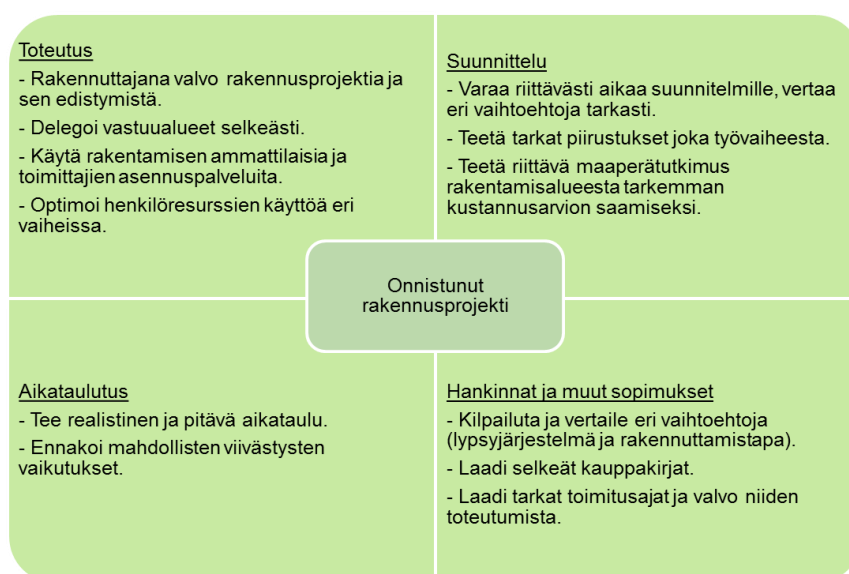 Toteutus
- Rakennuttajana valvo rakennusprojektia ja
sen edistymistä.
- Delegoi vastuualueet selkeästi.
- Käytä rakentamisen ammattilaisia ja
toimittajien asennuspalveluita.
- Optimoi henkilöresurssien käyttöä eri
vaiheissa.
Suunnittelu
- Varaa riittävästi aikaa suunnitelmille, vertaa
eri vaihtoehtoja tarkasti.
- Teetä tarkat piirustukset joka työvaiheesta.
- Teetä riittävä maaperätutkimus
rakentamisalueesta tarkemman
kustannusarvion saamiseksi.
Onnistunut
rakennusprojekti
Aikataulutus
- Tee realistinen ja pitävä aikataulu.
- Ennakoi mahdollisten viivästysten
vaikutukset.
Hankinnat ja muut sopimukset
- Kilpailuta ja vertaile eri vaihtoehtoja
(lypsyjärjestelmä ja rakennuttamistapa).
- Laadi selkeät kauppakirjat.
- Laadi tarkat toimitusajat ja valvo niiden
toteutumista.